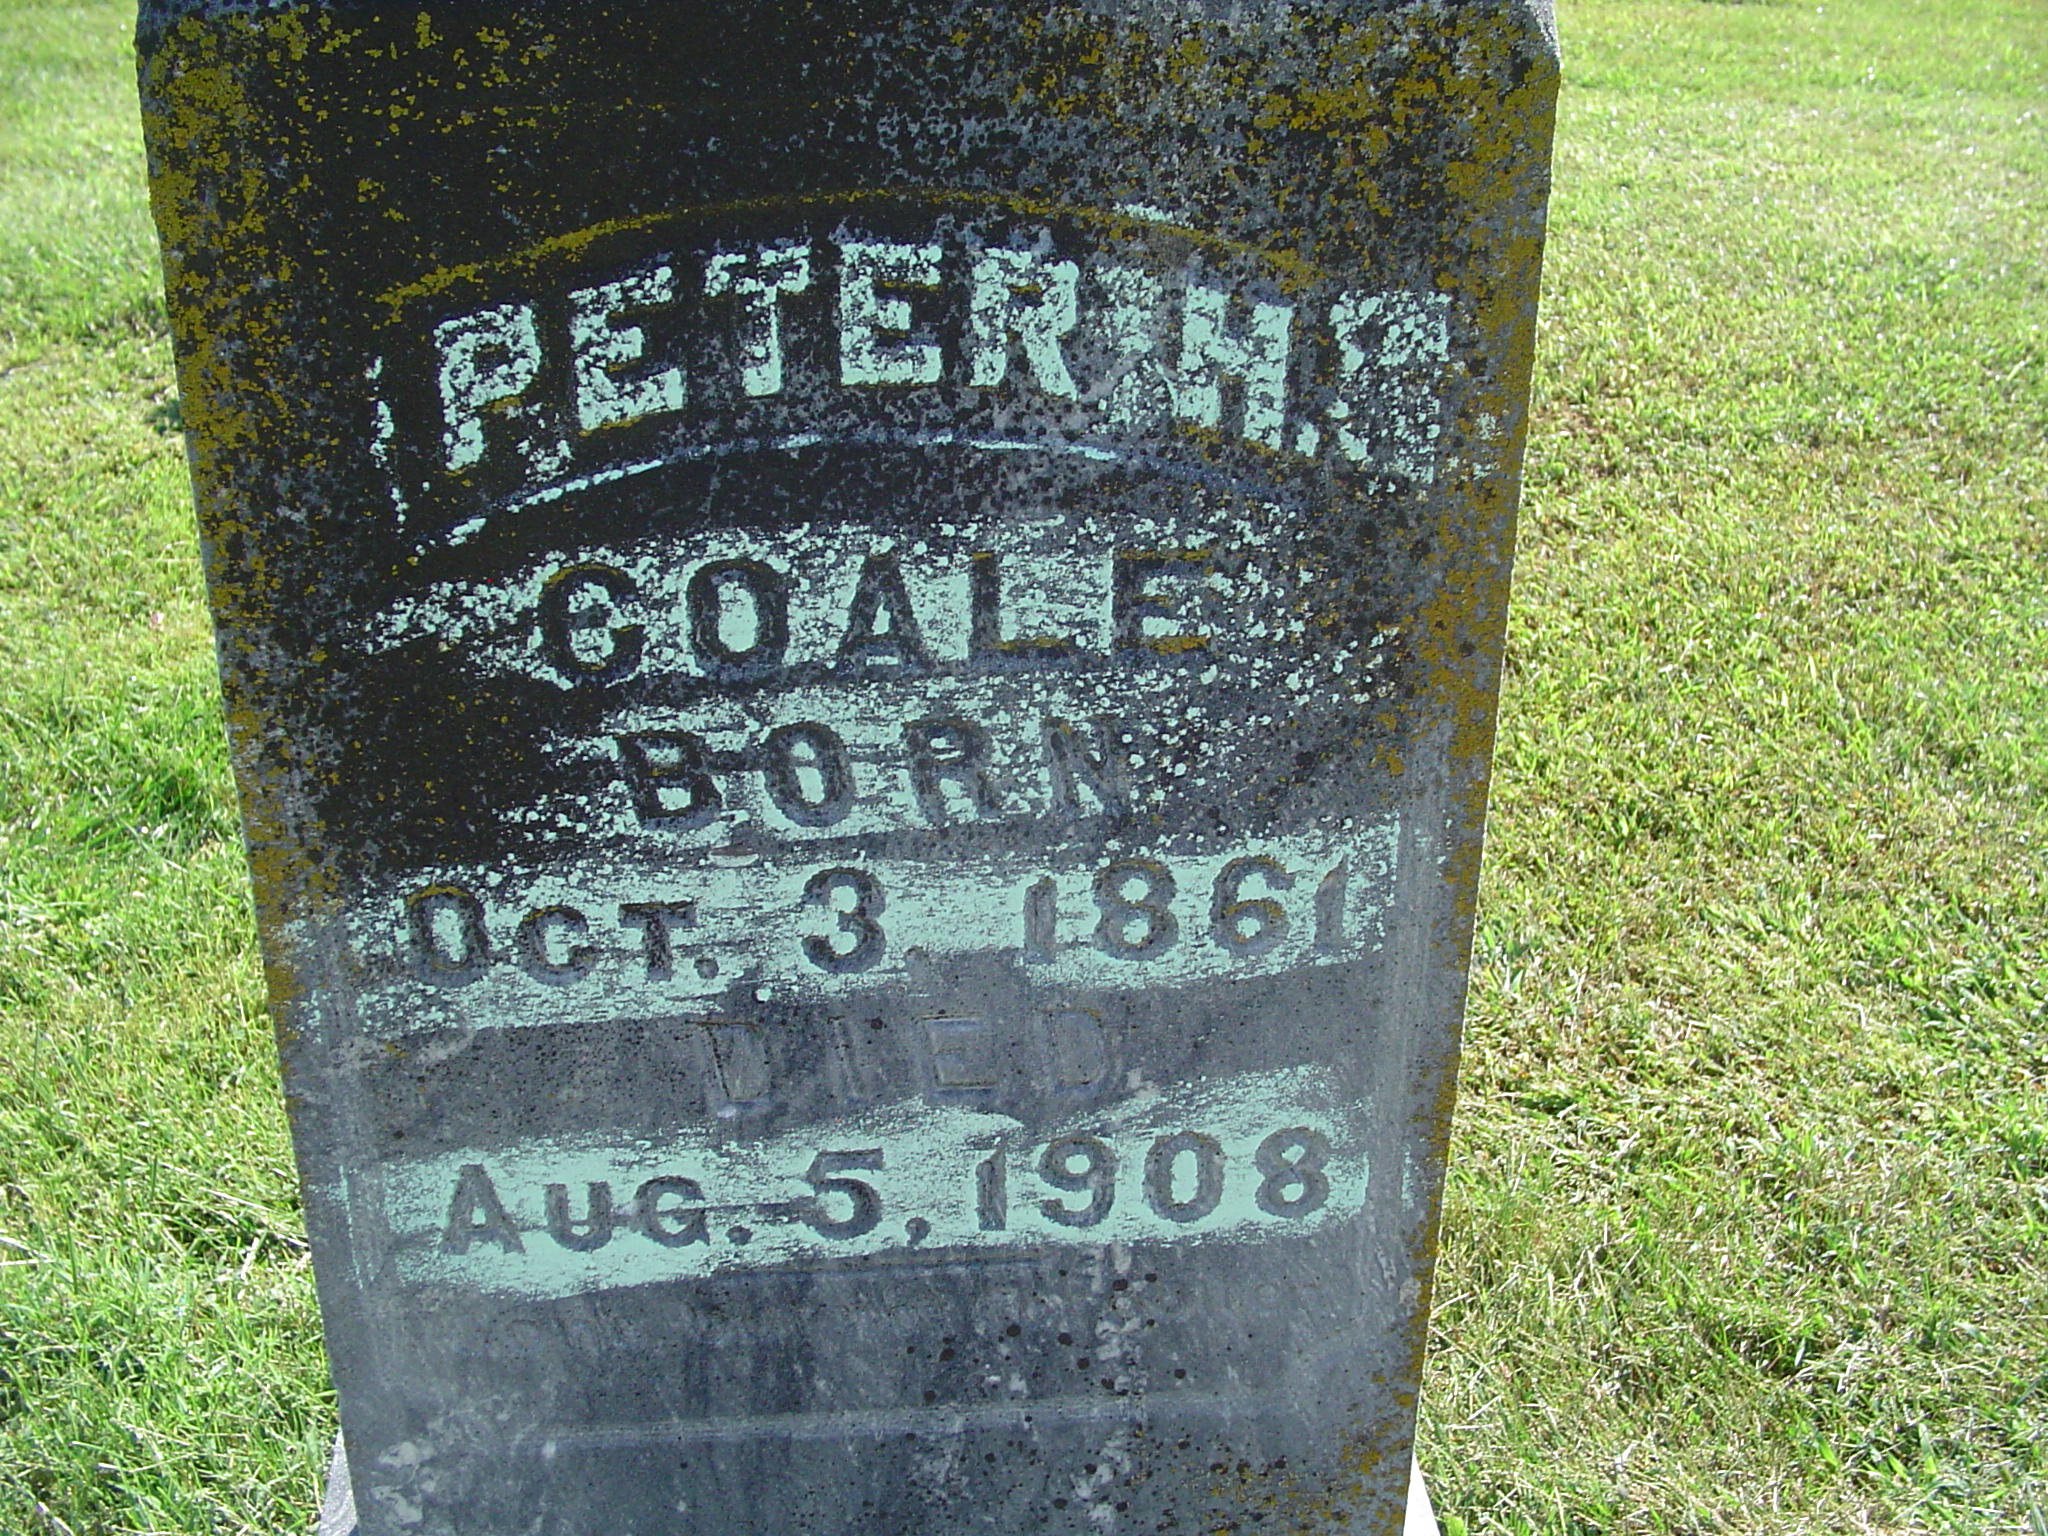 PETER H.
COALE
BORN
OCT. 3. 1861
DIED
AUG. 5, 1908